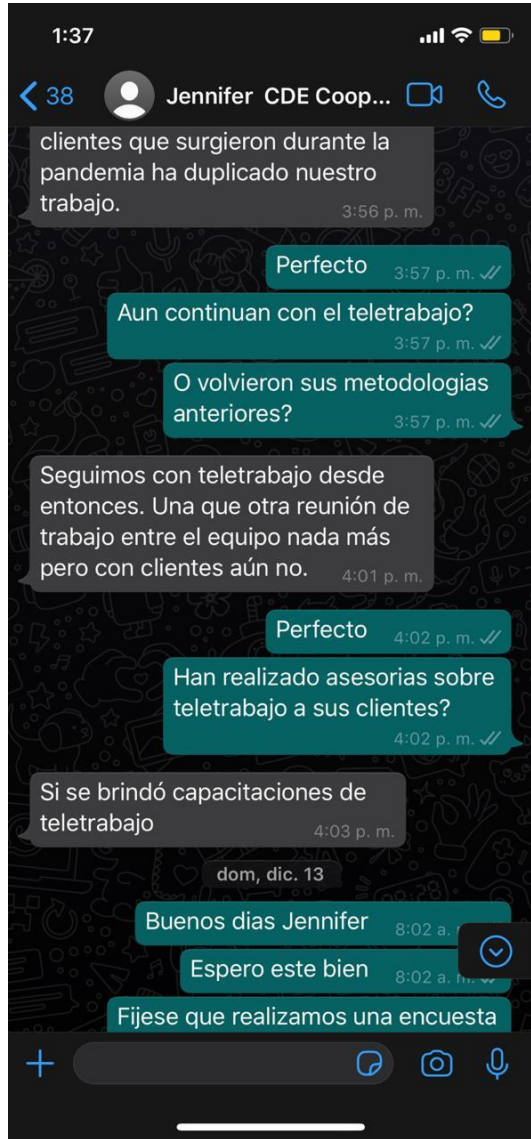 1:37
38 Jennifer CDE Coop...
clientes que surgieron durante la
pandemia ha duplicado nuestro
trabajo.
3:56 p. m.
Perfecto 3:57 p. m.
Aun continuan con el teletrabajo?
3:57 p. m.
O volvieron sus metodologias
anteriores? 3:57 p. m.
Seguimos con teletrabajo desde
entonces. Una que otra reunión de
trabajo entre el equipo nada más
pero con clientes aún no. 4:01 p. m.
Perfecto 4:02 p. m.
Han realizado asesorias sobre
teletrabajo a sus clientes?
4:02 p. m.
Si se brindó capacitaciones de
teletrabajo 4:03 p. m.
dom, dic. 13
Buenos dias Jennifer 8:02 a.
Espero este bien 8:02 a. m.
Fijese que realizamos una encuesta